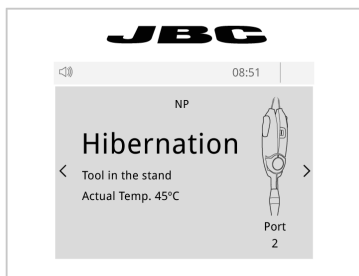 JBC
08:51
NP
Hibernation
Tool in the stand
Actual Temp. 45ºC
Port
2